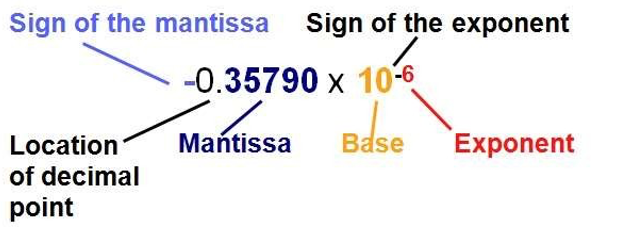 Sign of the mantissa Sign of the exponent
-0.35790 x 10-6
Location Mantissa Base Exponent
of decimal
point